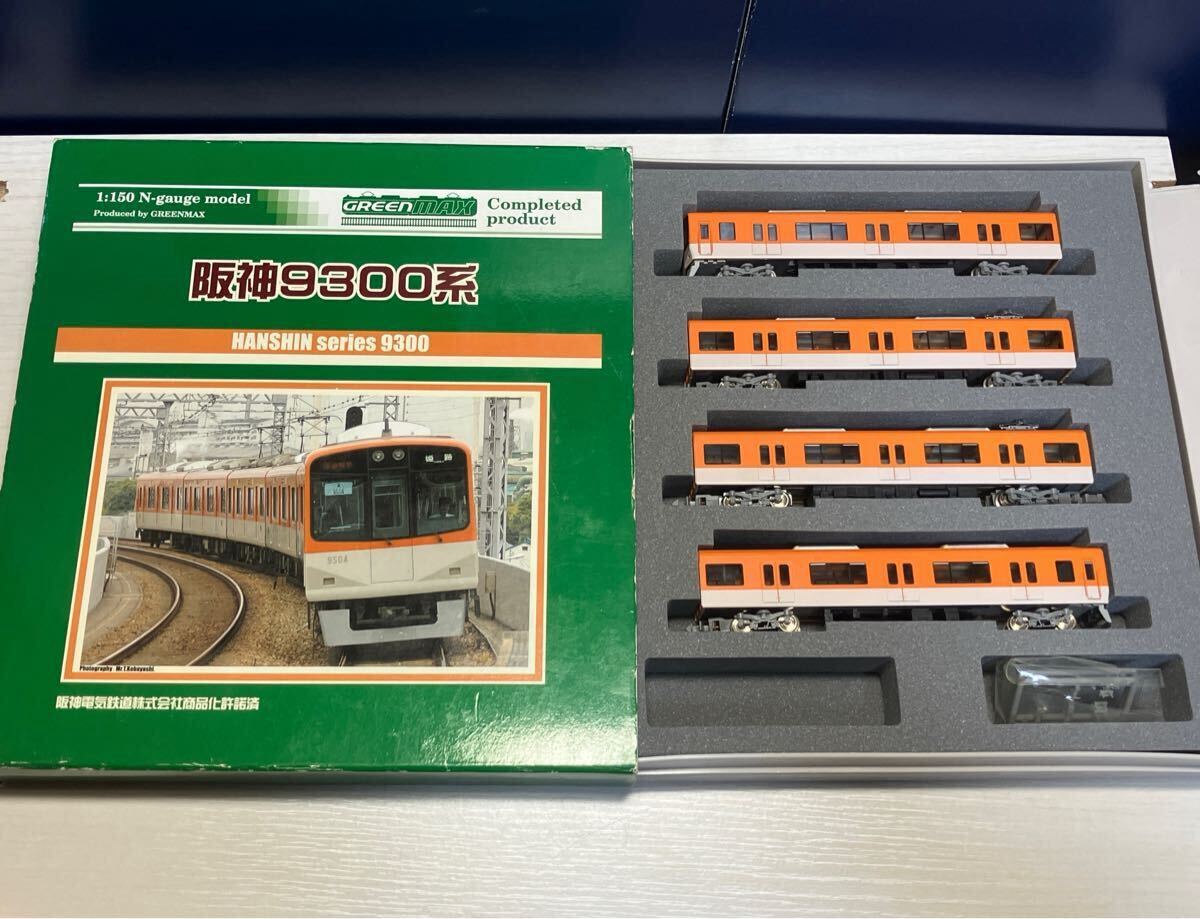 1:150 N-gauge model
Produced by GREENMAX
GREENMAX
Completed
product
阪神9300系
HANSHIN series 9300
9504
Photography Mr T.Kobayashi
阪神電気鉄道株式会社商品化許諾済